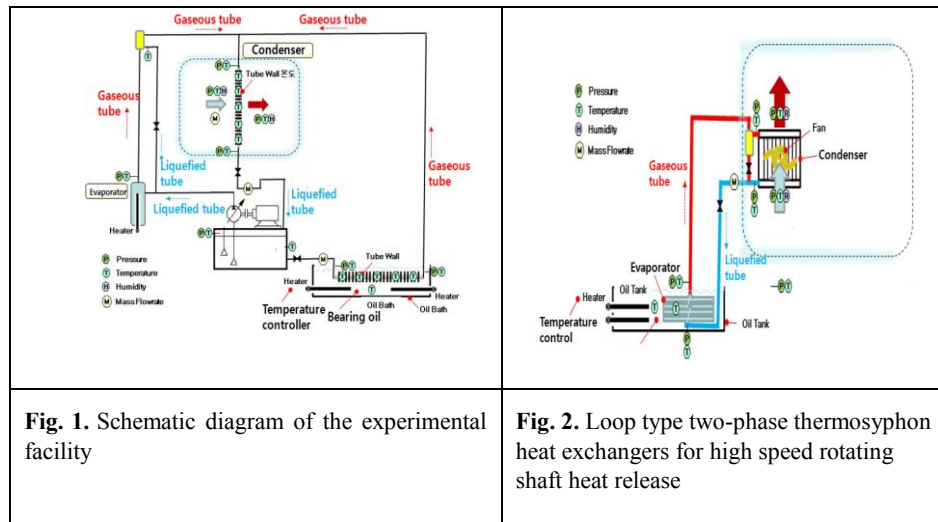 Gaseous tube
Gaseous tube
Condenser
T
P T
Tube Wall 온도
Gaseous
tube
P T H
M
P T H
P T
Liquefied
tube
Gaseous
tube
Evaporator
P T
Liquefied tube
M
Liquefied
tube
Heater
P T
T
P Pressure
T Temperature
H Humidity
M Mass Flowrate
M
P T
Tube Wall
P T
Heater
T
Heater
Temperature
controller
Bearing oil
Oil Bath
Oil Bath
P Pressure
T Temperature
H Humidity
M Mass Flowrate
P
T
P T R
Fan
Condenser
Gaseous
tube
M
P T R
P
T
Liquefied
tube
Evaporator
P T
P T
Heater
Oil Tank
T
T
Temperature
control
Oil Tank
P
T
Fig. 1. Schematic diagram of the experimental
facility
Fig. 2. Loop type two-phase thermosyphon
heat exchangers for high speed rotating
shaft heat release